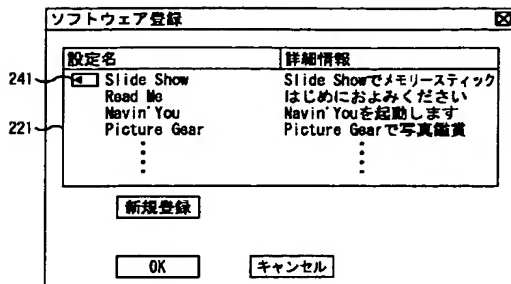 ソフトウェア登録
設定名 詳細情報
241 Slide Show Slide Showでメモリースティック
Read Me はじめにおよみください
Navin'You Navin'Youを起動します
221 Picture Gear Picture Gearで写真鑑賞
新規登録
OK キャンセル